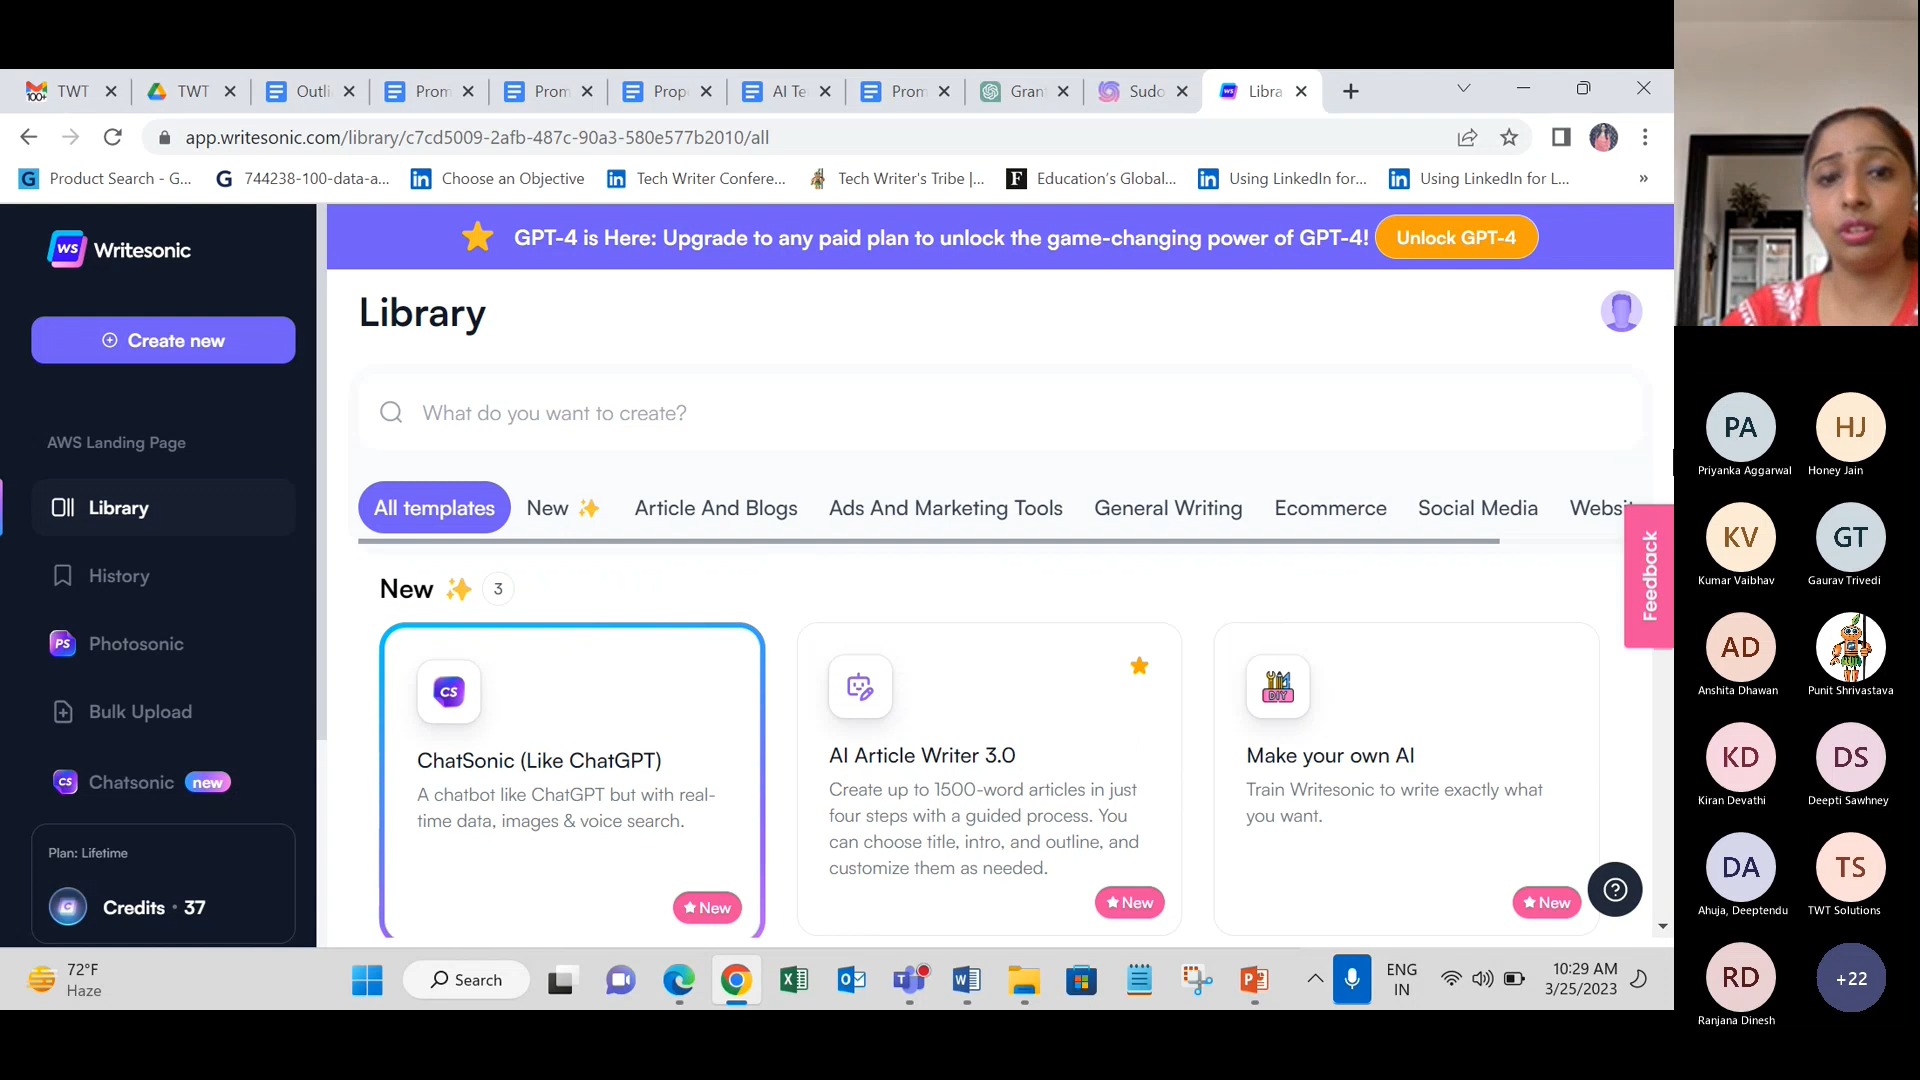 TWT
TWT
Outli
Prom
Prom
Prop
AI Te
Prom
Gran
Sudo
Libra
app.writesonic.com/library/c7cd5009-2afb-487c-90a3-580e577b2010/all
Product Search - G...
744238-100-data-a...
Choose an Objective
Tech Writer Confere...
Tech Writer's Tribe |...
Education's Global...
Using LinkedIn for...
Using LinkedIn for L...
»
WS Writesonic
GPT-4 is Here: Upgrade to any paid plan to unlock the game-changing power of GPT-4!
Unlock GPT-4
Create new
AWS Landing Page
Library
History
PS Photosonic
Bulk Upload
CS Chatsonic new
Plan: Lifetime
Credits · 37
Library
What do you want to create?
All templates
New
Article And Blogs
Ads And Marketing Tools
General Writing
Ecommerce
Social Media
Websit
Feedback
New 3
CS
ChatSonic (Like ChatGPT)
A chatbot like ChatGPT but with real-
time data, images & voice search.
New
AI Article Writer 3.0
Create up to 1500-word articles in just
four steps with a guided process. You
can choose title, intro, and outline, and
customize them as needed.
New
DIY
Make your own AI
Train Writesonic to write exactly what
you want.
New
72°F
Haze
Search
ENG
IN
10:29 AM
3/25/2023
PA
Priyanka Aggarwal
HJ
Honey Jain
KV
Kumar Vaibhav
GT
Gaurav Trivedi
AD
Anshita Dhawan
Punit Shrivastava
KD
Kiran Devathi
DS
Deepti Sawhney
DA
Ahuja, Deeptendu
TS
TWT Solutions
RD
Ranjana Dinesh
+22